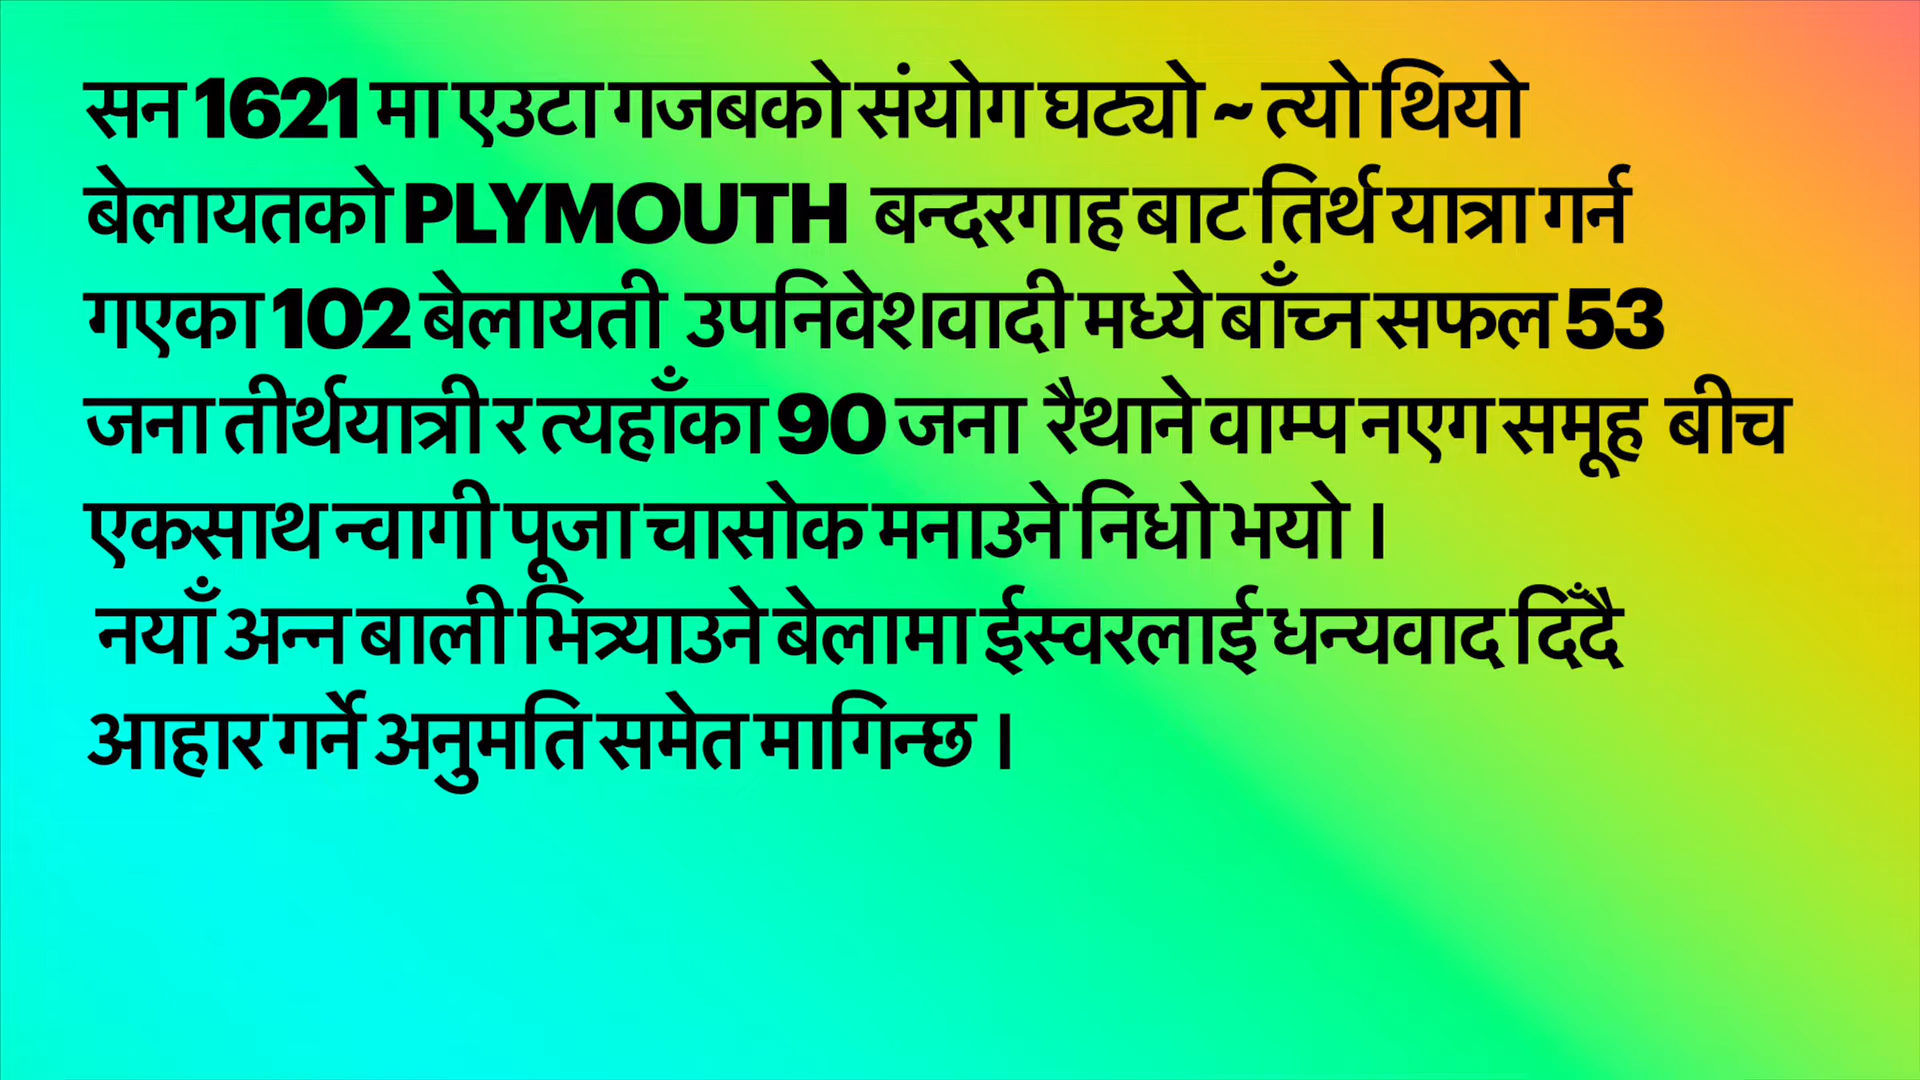 सन 1621 मा एउटा गजबको संयोग घट्यो ~ त्यो थियो
बेलायतको PLYMOUTH बन्दरगाह बाट तिर्थ यात्रा गर्न
गएका 102 बेलायती उपनिवेशवादी मध्ये बाँच्न सफल 53
जना तीर्थयात्री र त्यहाँका 90 जना रैथाने वाम्प नएग समूह बीच
एकसाथ न्वागी पूजा चासोक मनाउने निधो भयो ।
नयाँ अन्न बाली भित्र्याउने बेलामा ईस्वरलाई धन्यवाद दिँदै
आहार गर्ने अनुमति समेत मागिन्छ ।